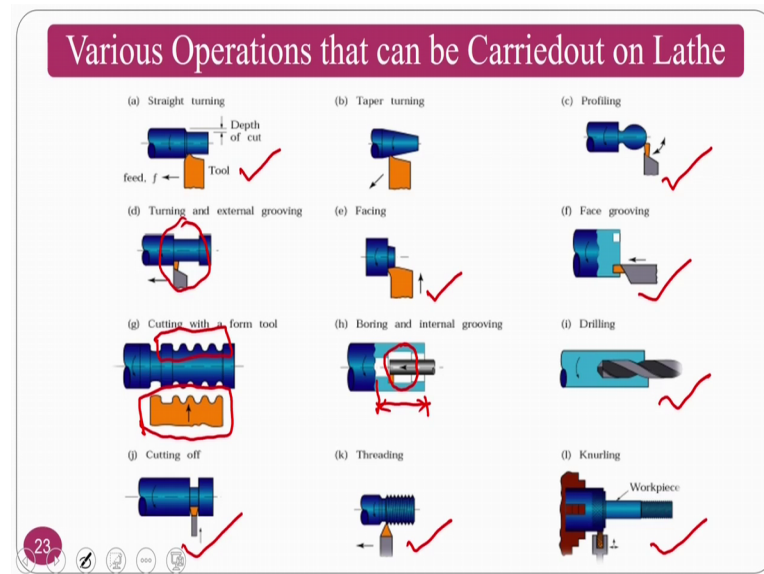 Various Operations that can be Carriedout on Lathe
(a) Straight turning
Depth
of cut
Tool
feed, f
(b) Taper turning
(c) Profiling
(d) Turning and external grooving
(e) Facing
(f) Face grooving
(g) Cutting with a form tool
(h) Boring and internal grooving
(i) Drilling
(j) Cutting off
(k) Threading
(l) Knurling
Workpiece
23